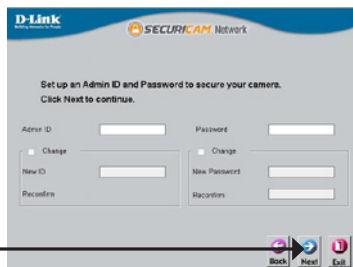 D-Link
Building Networks for People
SECURICAM Network
Set up an Admin ID and Password to secure your camera.
Click Next to continue.
Admin ID
Password
Change
Change
New ID
New Password
Reconfirm
Reconfirm
Back
Next
Exit